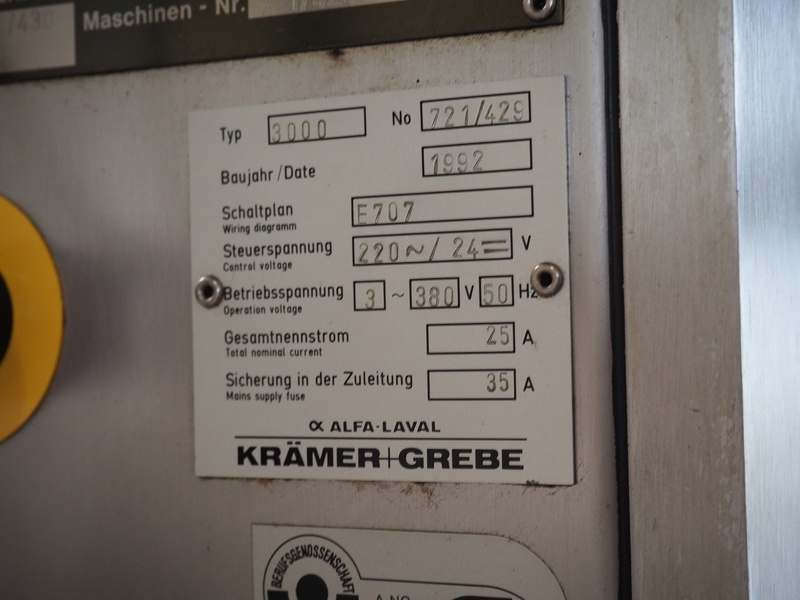 Maschinen - Nr.
Typ 3000 No 721/429
Baujahr/Date 1992
Schaltplan E707
Wiring diagramm
Steuerspannung 220~/24= V
Control voltage
Betriebsspannung 3 ~ 380 V 50 Hz
Operation voltage
Gesamtnennstrom 25 A
Total nominal current
Sicherung in der Zuleitung 35 A
Mains supply fuse
α ALFA-LAVAL
KRÄMER+GREBE
BERUFSGENOSSENSCHAFT